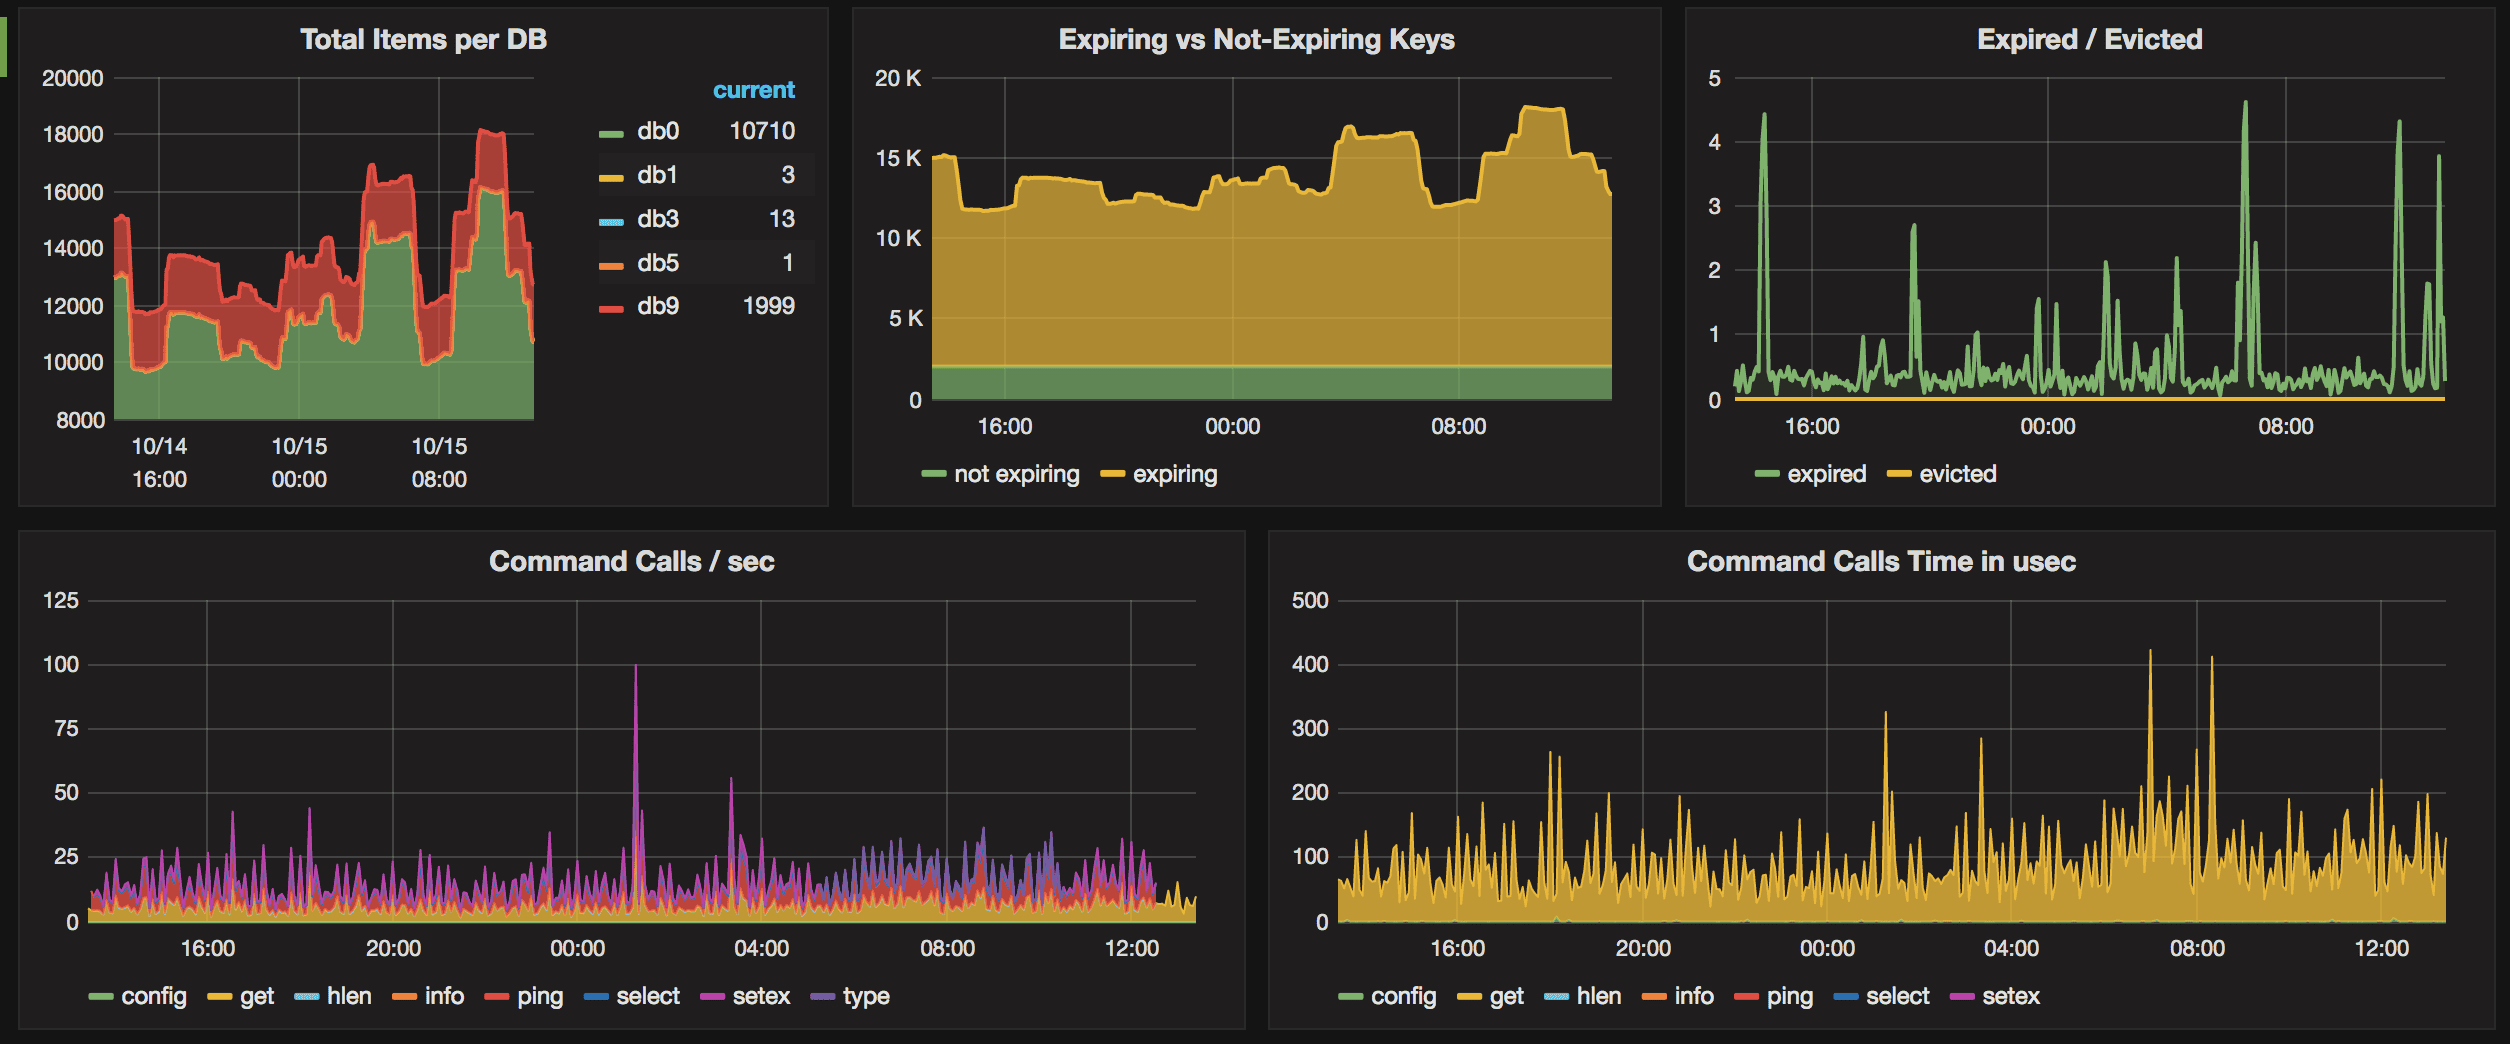 Total Items per DB
20000
18000
16000
14000
12000
10000
8000
10/14 10/15 10/15
16:00 00:00 08:00
current
db0 10710
db1 3
db3 13
db5 1
db9 1999
Expiring vs Not-Expiring Keys
20 K
15 K
10 K
5 K
0
16:00 00:00 08:00
not expiring expiring
Expired / Evicted
5
4
3
2
1
0
16:00 00:00 08:00
expired evicted
Command Calls / sec
125
100
75
50
25
0
16:00 20:00 00:00 04:00 08:00 12:00
config get hlen info ping select setex type
Command Calls Time in usec
500
400
300
200
100
0
16:00 20:00 00:00 04:00 08:00 12:00
config get hlen info ping select setex